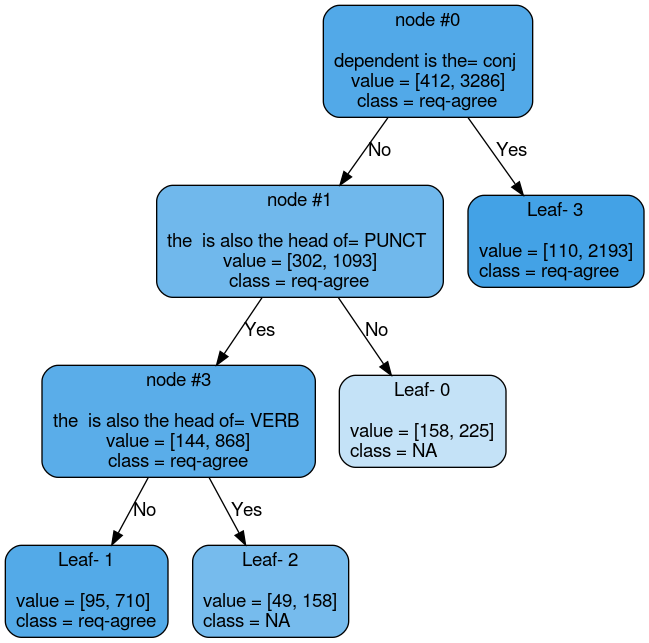 node #0
dependent is the= conj
value = [412, 3286]
class = req-agree
No
Yes
node #1
the  is also the head of= PUNCT
value = [302, 1093]
class = req-agree
Leaf- 3
value = [110, 2193]
class = req-agree
Yes
No
node #3
the  is also the head of= VERB
value = [144, 868]
class = req-agree
Leaf- 0
value = [158, 225]
class = NA
No
Yes
Leaf- 1
value = [95, 710]
class = req-agree
Leaf- 2
value = [49, 158]
class = NA